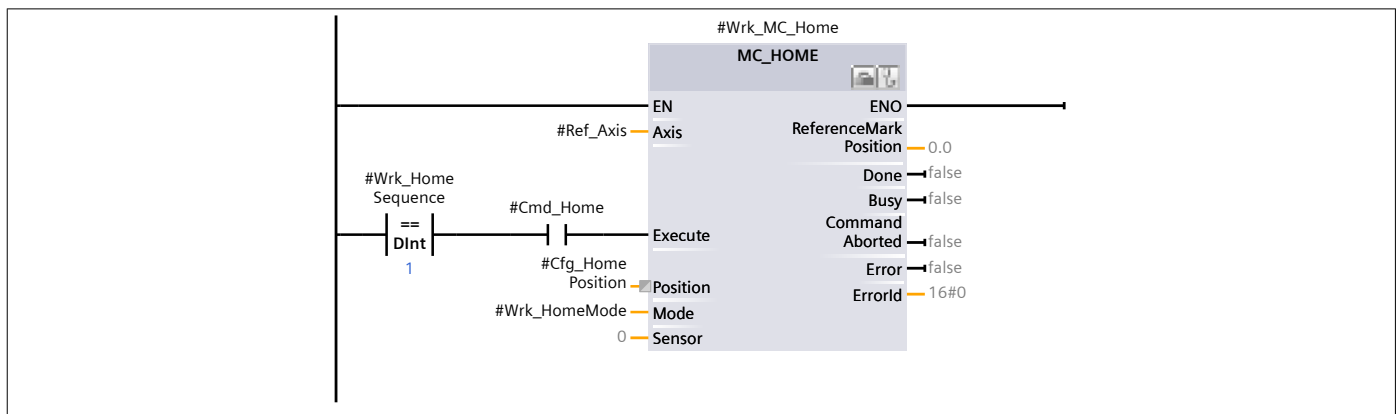 #Wrk_MC_Home
MC_HOME
EN
ENO
#Ref_Axis
Axis
ReferenceMark
Position
0.0
Done
false
Busy
false
Command
Aborted
false
Error
false
ErrorId
16#0
#Wrk_Home
Sequence
==
DInt
1
#Cmd_Home
Execute
#Cfg_Home
Position
Position
#Wrk_HomeMode
Mode
0
Sensor